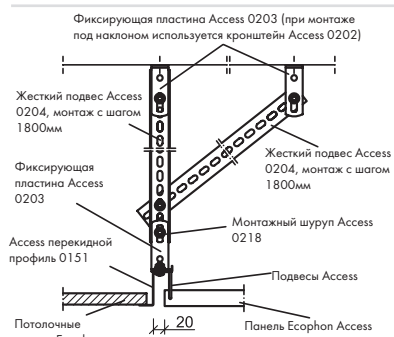 Фиксирующая пластина Access 0203 (при монтаже
под наклоном используется кронштейн Access 0202)
Жесткий подвес Access
0204, монтаж с шагом
1800мм
Жесткий подвес Access
0204, монтаж с шагом
1800мм
Фиксирующая
пластина Access
0203
Монтажный шуруп Access
0218
Access перекидной
профиль 0151
Подвесы Access
Потолочные
20
Панель Ecophon Access